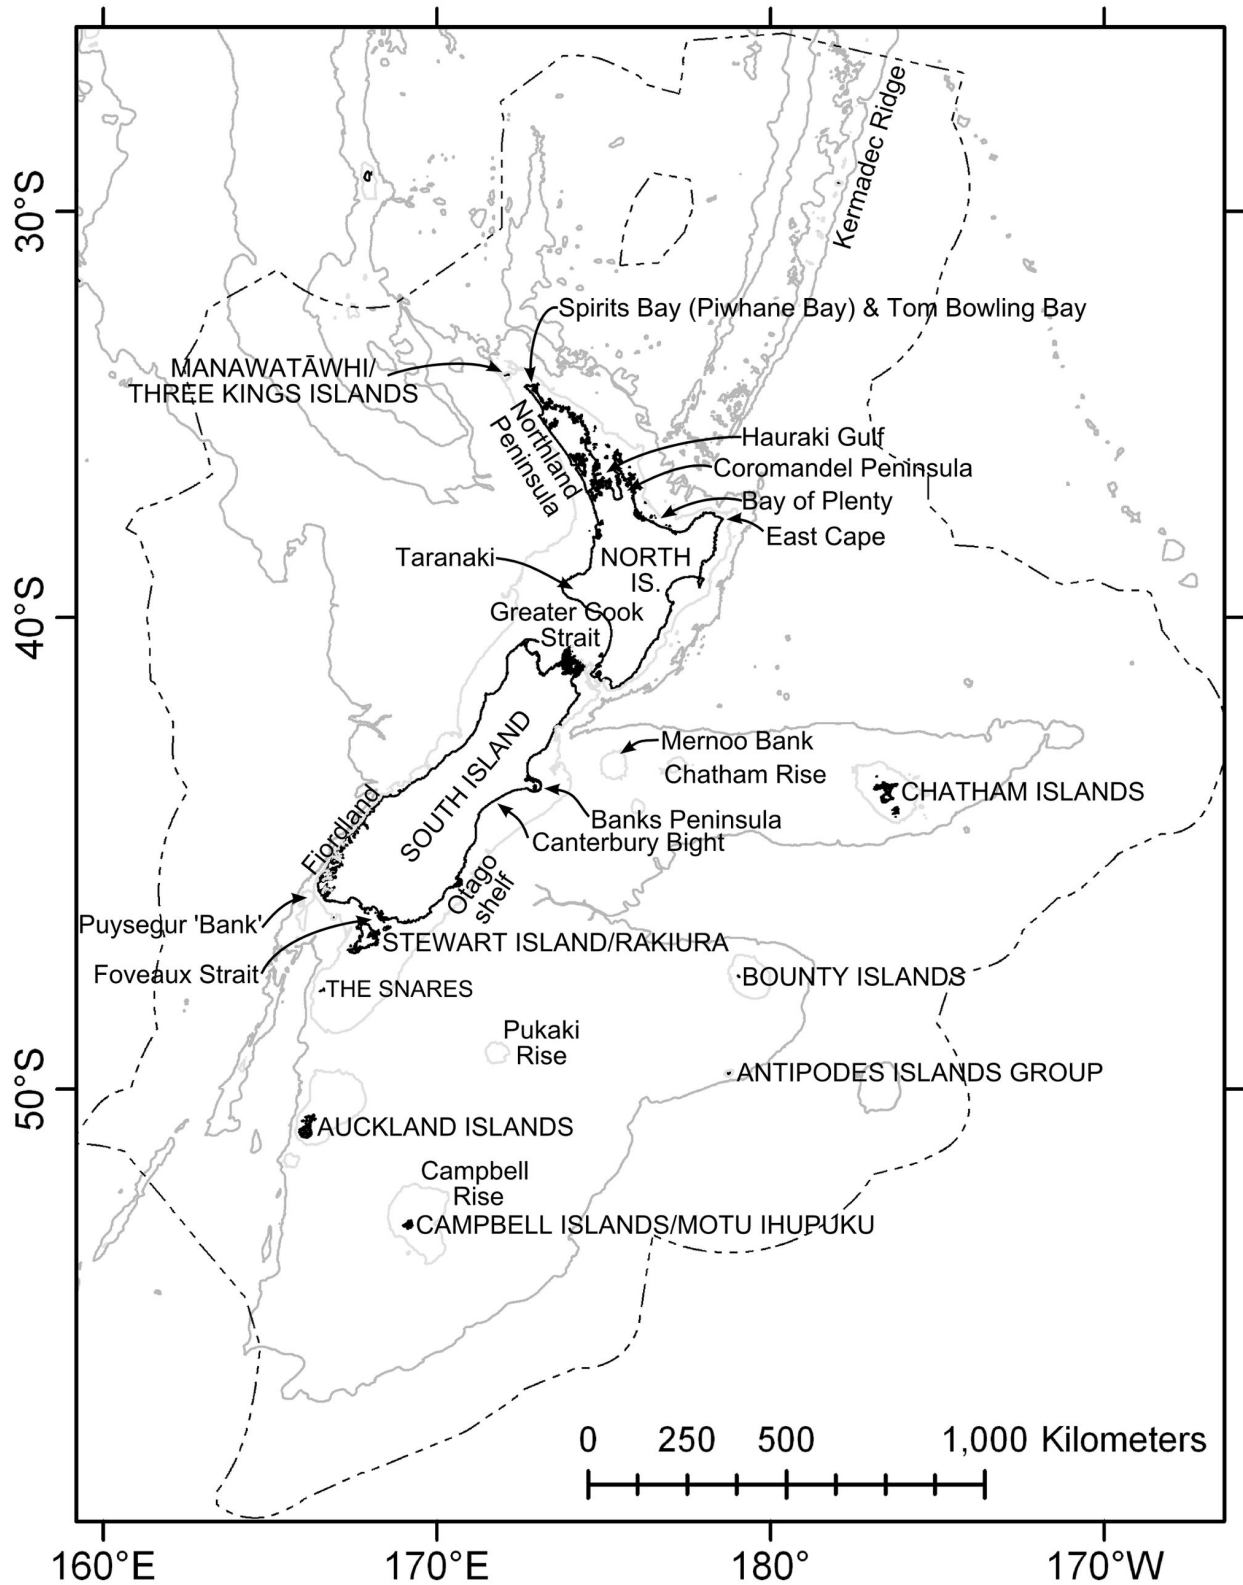 Kermadec Ridge
30°S
Spirits Bay (Piwhane Bay) & Tom Bowling Bay
MANAWATĀWHI/
THREE KINGS ISLANDS
Northland
Peninsula
Hauraki Gulf
Coromandel Peninsula
Bay of Plenty
East Cape
Taranaki
NORTH
IS.
Greater Cook
Strait
40°S
SOUTH ISLAND
Mernoo Bank
Chatham Rise
CHATHAM ISLANDS
Banks Peninsula
Canterbury Bight
Fiordland
Otago
shelf
Puysegur 'Bank'
STEWART ISLAND/RAKIURA
Foveaux Strait
THE SNARES
BOUNTY ISLANDS
Pukaki
Rise
ANTIPODES ISLANDS GROUP
50°S
AUCKLAND ISLANDS
Campbell
Rise
CAMPBELL ISLANDS/MOTU IHUPUKU
0 250 500 1,000 Kilometers
160°E 170°E 180° 170°W